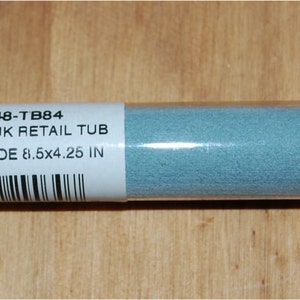 8-TB84
UK RETAIL TUB
DE 8.5x4.25 IN